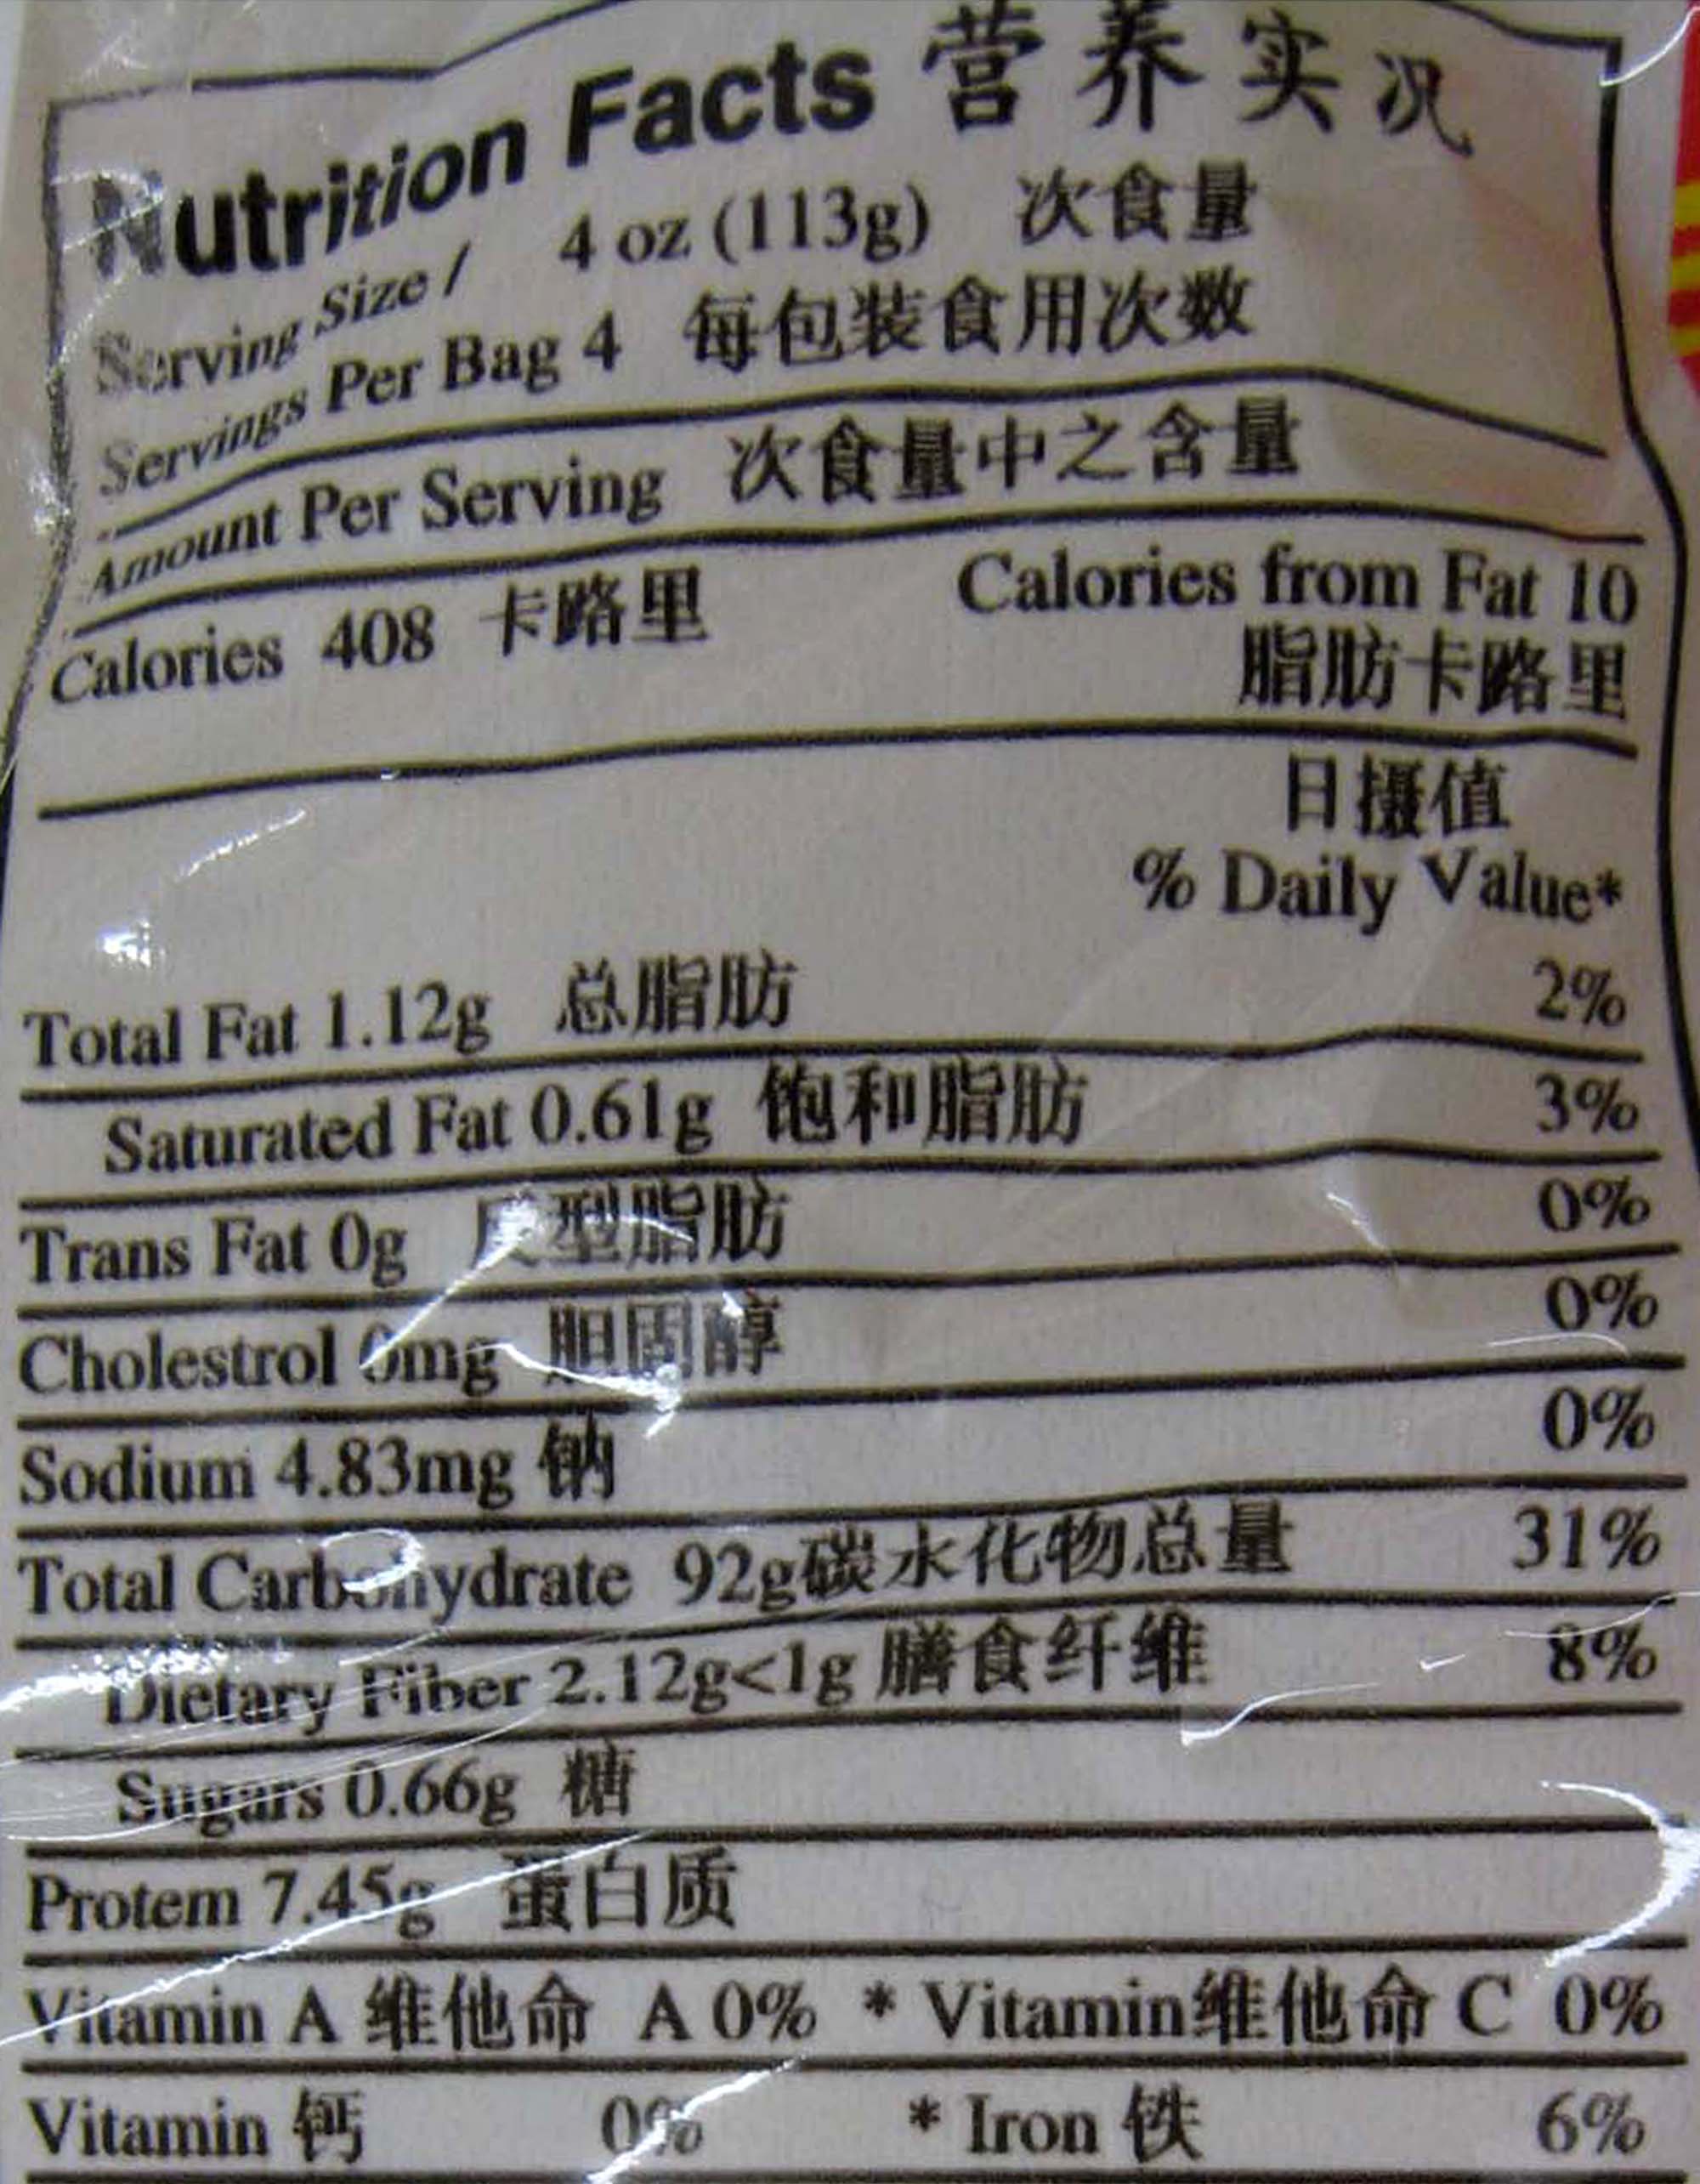 Nutrition Facts 营养实况
Serving Size / 4 oz (113g) 次食量
Servings Per Bag 4 每包装食用次数
Amount Per Serving 次食量中之含量
Calories 408 卡路里 Calories from Fat 10
脂肪卡路里
日摄值
% Daily Value*
Total Fat 1.12g 总脂肪 2%
Saturated Fat 0.61g 饱和脂肪 3%
Trans Fat 0g 反型脂肪 0%
Cholestrol 0mg 胆固醇 0%
Sodium 4.83mg 钠 0%
Total Carbohydrate 92g碳水化物总量 31%
Dietary Fiber 2.12g<1g 膳食纤维 8%
Sugars 0.66g 糖
Protem 7.45g 蛋白质
Vitamin A 维他命 A 0% * Vitamin维他命 C 0%
Vitamin 钙 0% * Iron 铁 6%